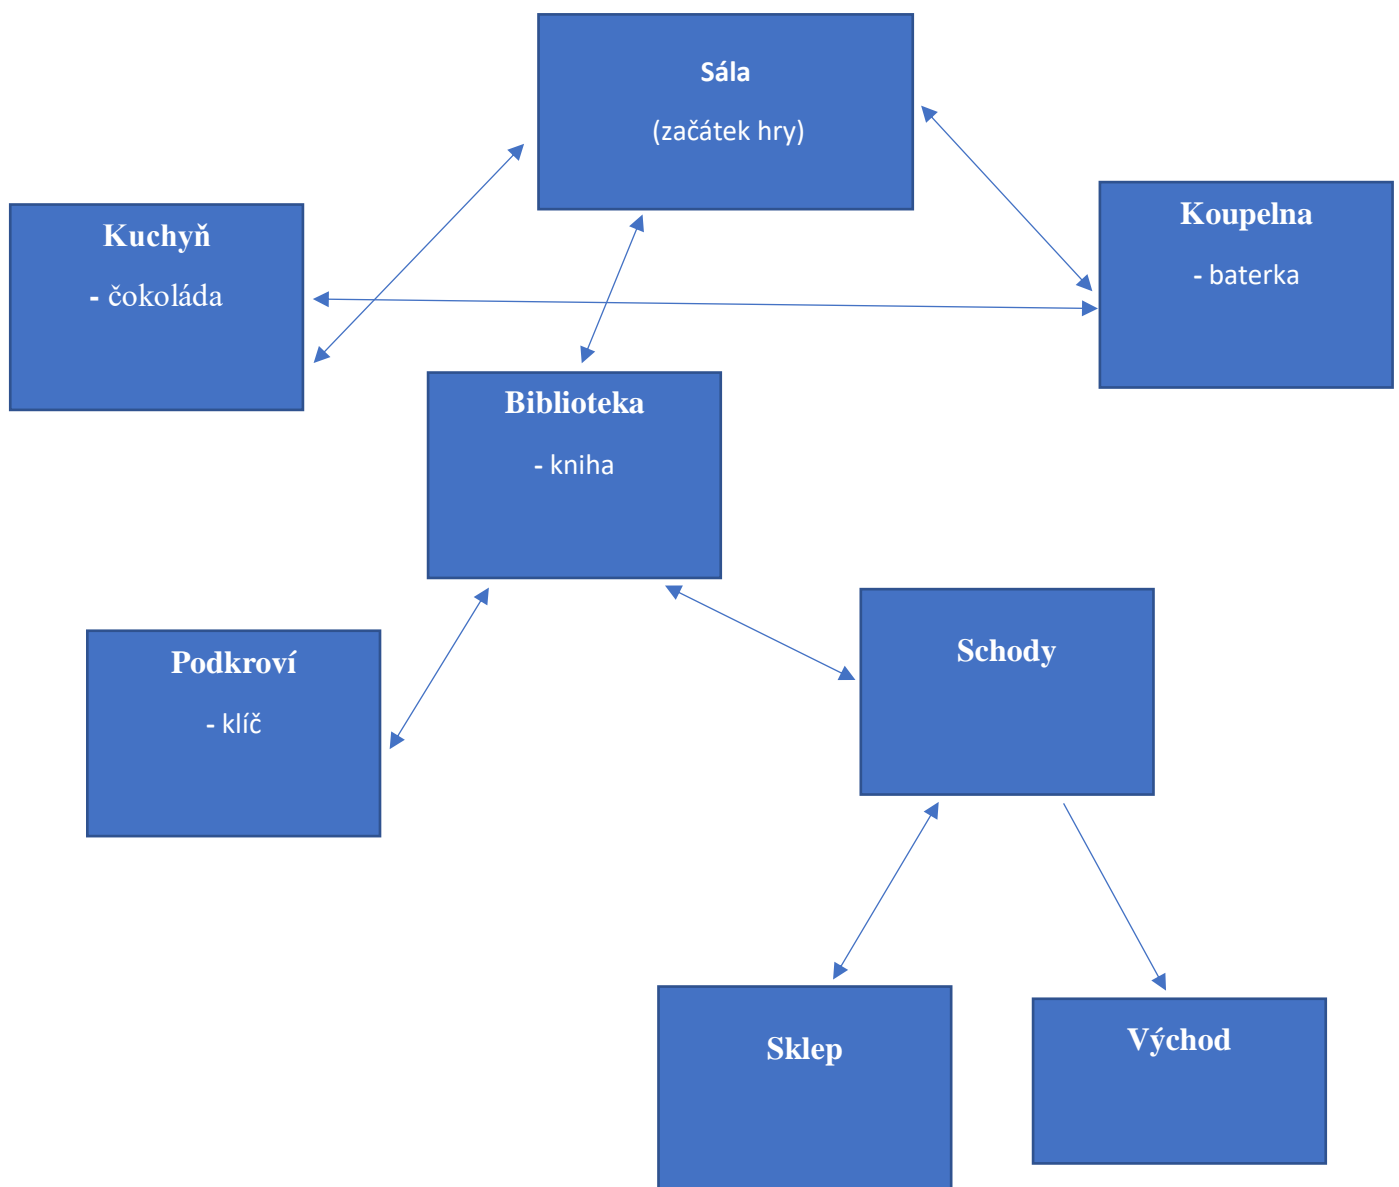 Sála
(začátek hry)
Kuchyň
- čokoláda
Koupelna
- baterka
Biblioteka
- kniha
Podkroví
- klíč
Schody
Sklep
Východ